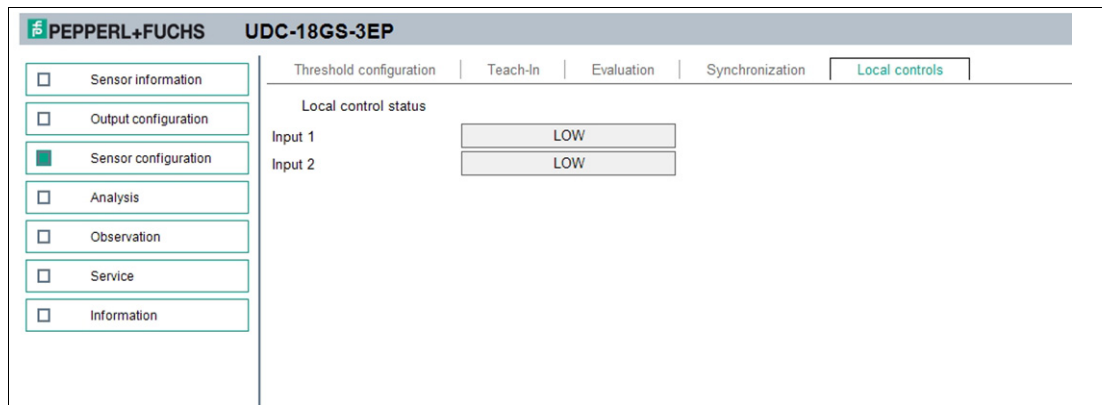 PEPPERL+FUCHS UDC-18GS-3EP
Sensor information
Output configuration
Sensor configuration
Analysis
Observation
Service
Information
Threshold configuration | Teach-In | Evaluation | Synchronization Local controls
Local control status
Input 1 LOW
Input 2 LOW